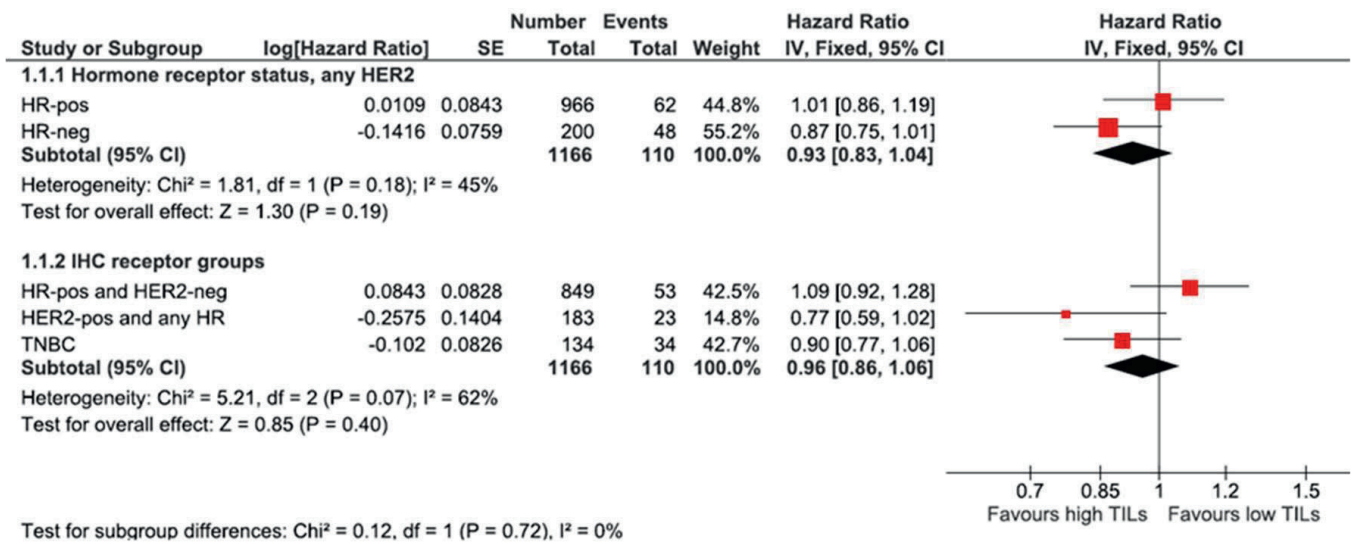 Number Events Hazard Ratio Hazard Ratio
Study or Subgroup log[Hazard Ratio] SE Total Total Weight IV, Fixed, 95% CI IV, Fixed, 95% CI
1.1.1 Hormone receptor status, any HER2
HR-pos 0.0109 0.0843 966 62 44.8% 1.01 [0.86, 1.19]
HR-neg -0.1416 0.0759 200 48 55.2% 0.87 [0.75, 1.01]
Subtotal (95% CI) 1166 110 100.0% 0.93 [0.83, 1.04]
Heterogeneity: Chi² = 1.81, df = 1 (P = 0.18); I² = 45%
Test for overall effect: Z = 1.30 (P = 0.19)
1.1.2 IHC receptor groups
HR-pos and HER2-neg 0.0843 0.0828 849 53 42.5% 1.09 [0.92, 1.28]
HER2-pos and any HR -0.2575 0.1404 183 23 14.8% 0.77 [0.59, 1.02]
TNBC -0.102 0.0826 134 34 42.7% 0.90 [0.77, 1.06]
Subtotal (95% CI) 1166 110 100.0% 0.96 [0.86, 1.06]
Heterogeneity: Chi² = 5.21, df = 2 (P = 0.07); I² = 62%
Test for overall effect: Z = 0.85 (P = 0.40)
0.7 0.85 1 1.2 1.5
Favours high TILs Favours low TILs
Test for subgroup differences: Chi² = 0.12, df = 1 (P = 0.72), I² = 0%